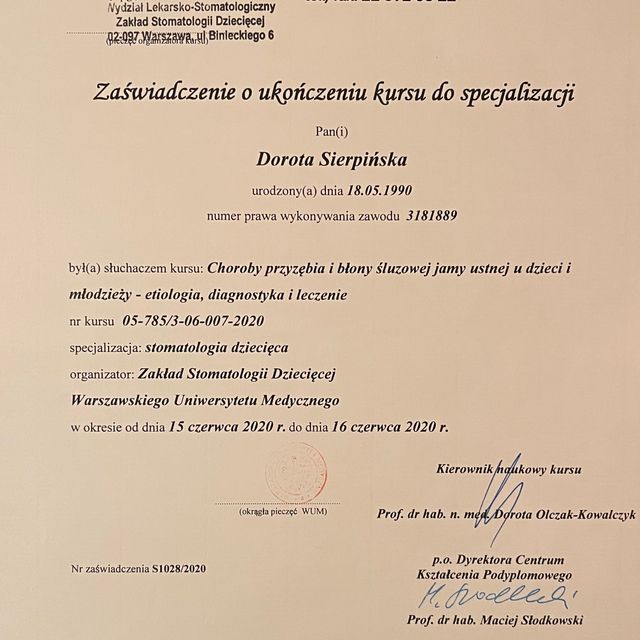 Wydział Lekarsko-Stomatologiczny
Zakład Stomatologii Dziecięcej
02-097 Warszawa, ul. Binieckiego 6
(pieczęć organizatora kursu)
Zaświadczenie o ukończeniu kursu do specjalizacji
Pan(i)
Dorota Sierpińska
urodzony(a) dnia 18.05.1990
numer prawa wykonywania zawodu 3181889
był(a) słuchaczem kursu: Choroby przyzębia i błony śluzowej jamy ustnej u dzieci i
młodzieży - etiologia, diagnostyka i leczenie
nr kursu 05-785/3-06-007-2020
specjalizacja: stomatologia dziecięca
organizator: Zakład Stomatologii Dziecięcej
Warszawskiego Uniwersytetu Medycznego
w okresie od dnia 15 czerwca 2020 r. do dnia 16 czerwca 2020 r.
Kierownik naukowy kursu
(okrągła pieczęć WUM)
Prof. dr hab. n. med. Dorota Olczak-Kowalczyk
Nr zaświadczenia S1028/2020
p.o. Dyrektora Centrum
Kształcenia Podyplomowego
Prof. dr hab. Maciej Słodkowski